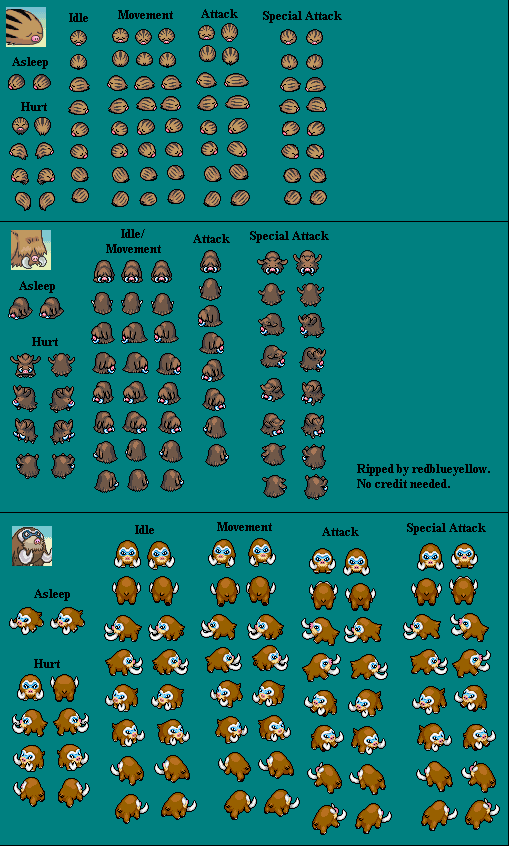 Idle
Movement
Attack
Special Attack
Asleep
Hurt
Idle/
Movement
Attack
Special Attack
Asleep
Hurt
Ripped by redblueyellow.
No credit needed.
Idle
Movement
Attack
Special Attack
Asleep
Hurt